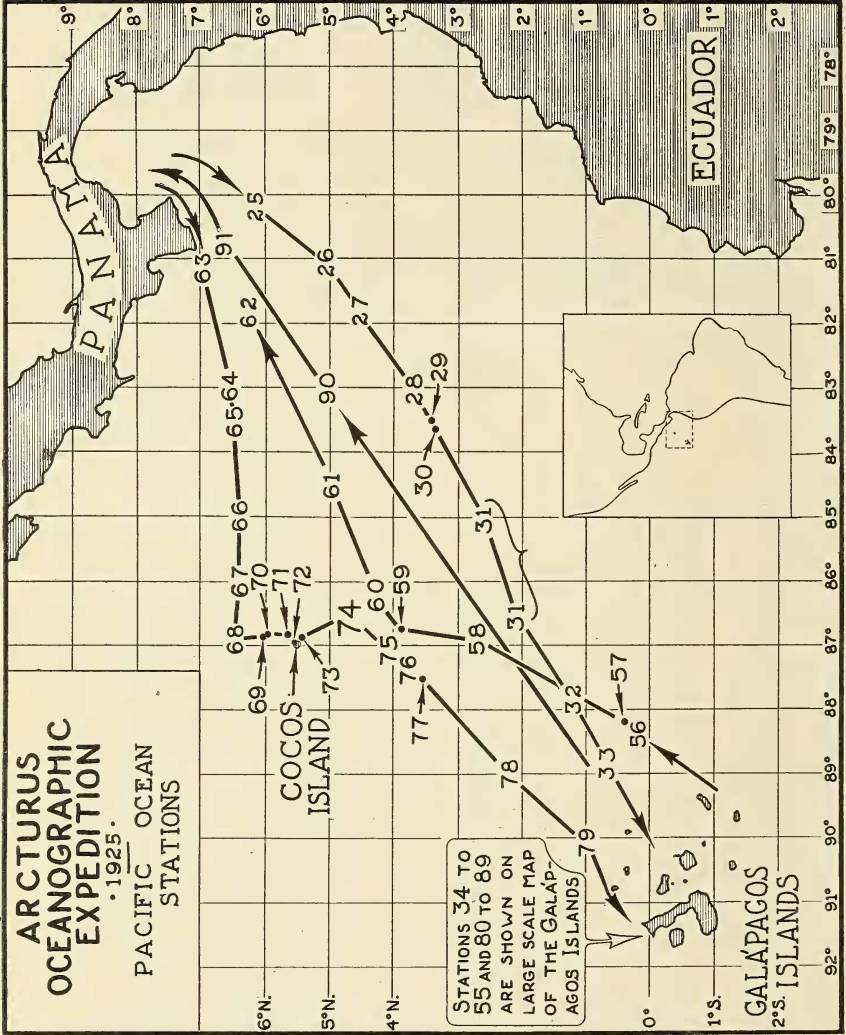 ARCTURUS
OCEANOGRAPHIC
EXPEDITION
·1925·
PACIFIC OCEAN
STATIONS
PANAMA
ECUADOR
COCOS
ISLAND
GALÁPAGOS
ISLANDS
STATIONS 34 TO
55 AND 80 TO 89
ARE SHOWN ON
LARGE SCALE MAP
OF THE GALÁP-
AGOS ISLANDS
9°
8°
7°
6°
5°
4°
3°
2°
1°
0°
1°
2°
6°N.
5°N.
4°N.
0°
1°S.
2°S.
92°
91°
90°
89°
88°
87°
86°
85°
84°
83°
82°
81°
80°
79°
78°
25
26
27
28
29
30
31
31
32
33
56
57
58
59
60
61
62
63
64
65
66
67
68
69
70
71
72
73
74
75
76
77
78
79
90
91